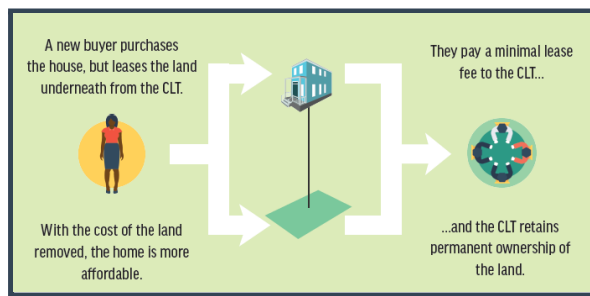 A new buyer purchases
the house, but leases the land
underneath from the CLT.
With the cost of the land
removed, the home is more
affordable.
They pay a minimal lease
fee to the CLT...
...and the CLT retains
permanent ownership of
the land.